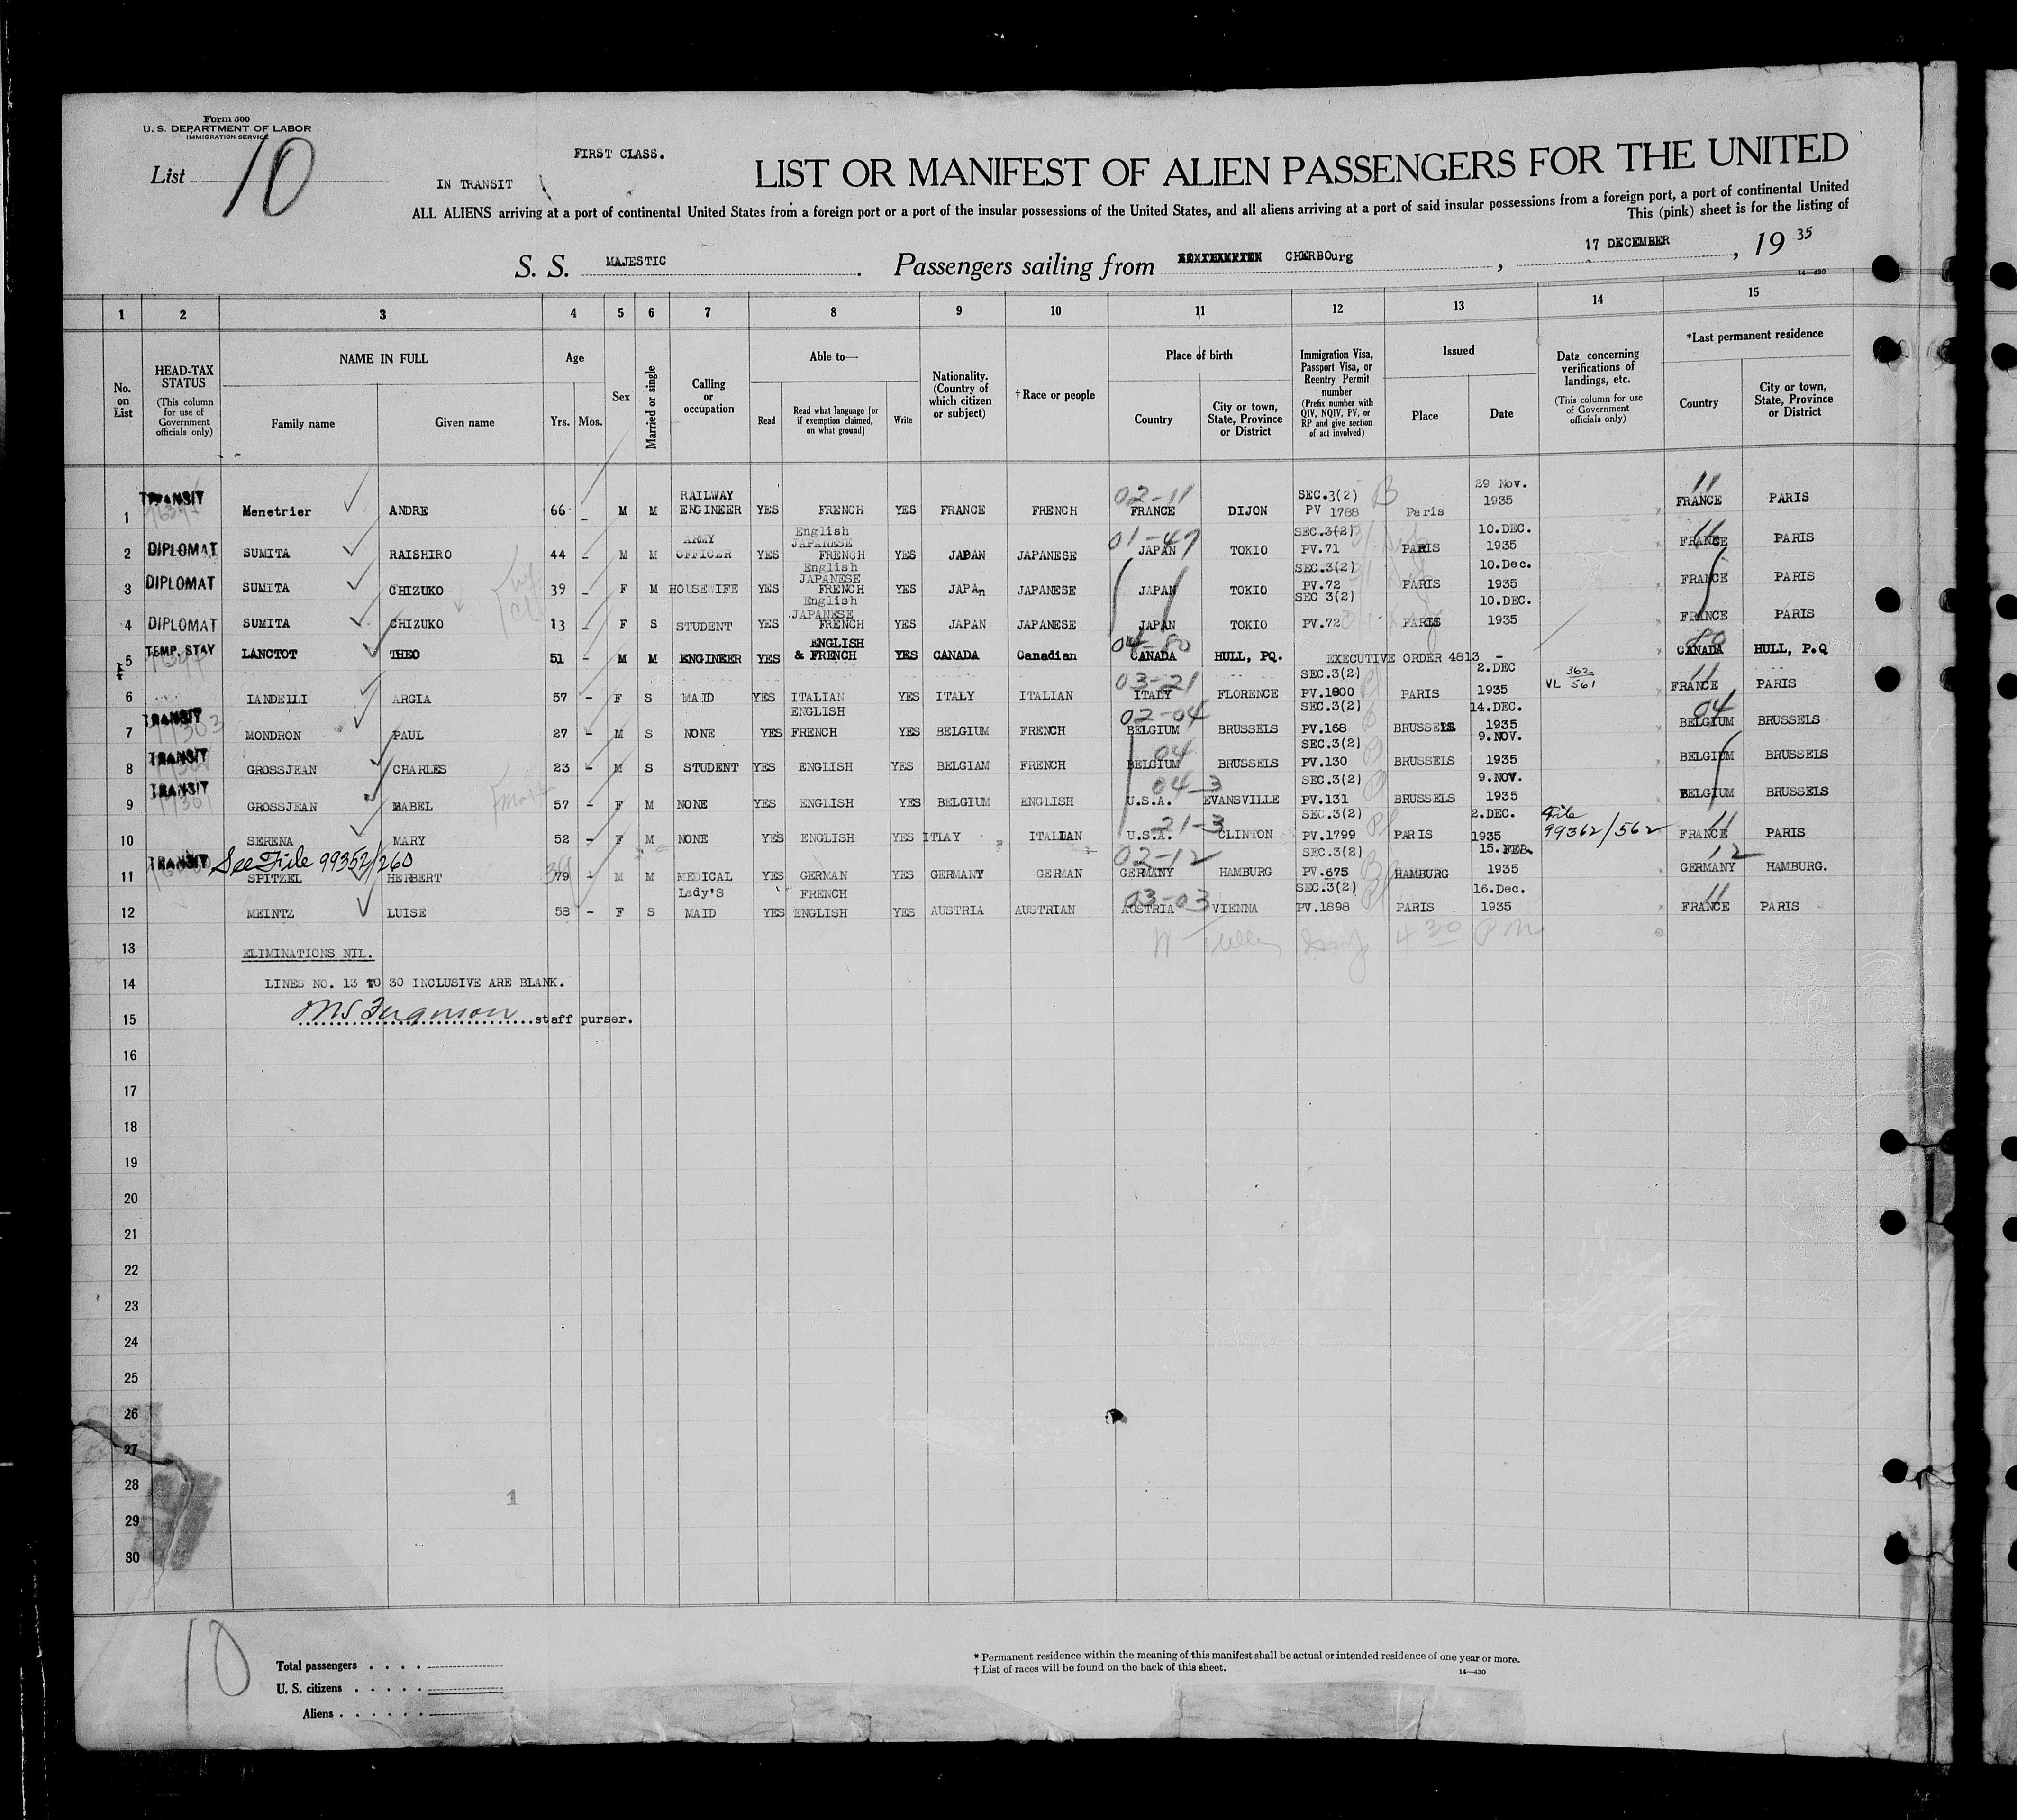 Form 500
U. S. DEPARTMENT OF LABOR
IMMIGRATION SERVICE
List 10
FIRST CLASS.
IN TRANSIT
LIST OR MANIFEST OF ALIEN PASSENGERS FOR THE UNITED
ALL ALIENS arriving at a port of continental United States from a foreign port or a port of the insular possessions of the United States, and all aliens arriving at a port of said insular possessions from a foreign port, a port of continental United
This (pink) sheet is for the listing of
S. S. MAJESTIC. Passengers sailing from CHERBOurg, 17 DECEMBER, 19 35
14—430
1 2 3 4 5 6 7 8 9 10 11 12 13 14 15
No. on List
HEAD-TAX STATUS (This column for use of Government officials only)
NAME IN FULL
Family name Given name
Age
Yrs. Mos.
Sex
Married or single
Calling or occupation
Able to—
Read
Read what language [or if exemption claimed, on what ground]
Write
Nationality. (Country of which citizen or subject)
† Race or people
Place of birth
Country
City or town, State, Province or District
Immigration Visa, Passport Visa, or Reentry Permit number (Prefix number with QIV, NQIV, PV, or RP and give section of act involved)
Issued
Place Date
Data concerning verifications of landings, etc. (This column for use of Government officials only)
*Last permanent residence
Country
City or town, State, Province or District
1 TRANSIT Menetrier ANDRE 66 - M M RAILWAY ENGINEER YES FRENCH YES FRANCE FRENCH 02-11 FRANCE DIJON SEC.3(2) PV 1788 Paris 29 Nov. 1935 11 FRANCE PARIS
2 DIPLOMAT SUMITA RAISHIRO 44 - M M ARMY OFFICER YES English JAPANESE FRENCH YES JAPAN JAPANESE 01-47 JAPAN TOKIO SEC.3(2) PV.71 PARIS 10.DEC. 1935 11 FRANCE PARIS
3 DIPLOMAT SUMITA CHIZUKO 39 - F M HOUSEWIFE YES English JAPANESE FRENCH YES JAPAn JAPANESE JAPAN TOKIO SEC.3(2) PV.72 PARIS 10.Dec. 1935 FRANCE PARIS
4 DIPLOMAT SUMITA CHIZUKO 13 - F S STUDENT YES English JAPANESE FRENCH YES JAPAN JAPANESE JAPAN TOKIO SEC 3(2) PV.72 PARIS 10.DEC. 1935 FRANCE PARIS
5 TEMP. STAY LANCTOT THEO 51 - M M ENGINEER YES ENGLISH & FRENCH YES CANADA Canadian 04-80 CANADA HULL, PQ. EXECUTIVE ORDER 4813 - 80 CANADA HULL, P.Q
6 IANDELLI ARGIA 57 - F S MAID YES ITALIAN YES ITALY ITALIAN 03-21 ITALY FLORENCE SEC.3(2) PV.1800 PARIS 2.DEC 1935 VL 362/561 11 FRANCE PARIS
7 TRANSIT MONDRON PAUL 27 - M S NONE YES ENGLISH FRENCH YES BELGIUM FRENCH 02-04 BELGIUM BRUSSELS SEC.3(2) PV.168 BRUSSELS 14.DEC. 1935 04 BELGIUM BRUSSELS
8 TRANSIT GROSSJEAN CHARLES 23 - M S STUDENT YES ENGLISH YES BELGIAM FRENCH 04 BELGIUM BRUSSELS SEC.3(2) PV.130 BRUSSELS 9.NOV. 1935 BELGIUM BRUSSELS
9 TRANSIT GROSSJEAN MABEL 57 - F M NONE YES ENGLISH YES BELGIUM ENGLISH 04-3 U.S.A. EVANSVILLE SEC.3(2) PV.131 BRUSSELS 9.NOV. 1935 BELGIUM BRUSSELS
10 SERENA MARY 52 - F M NONE YES ENGLISH YES ITLAY ITALIAN 21-3 U.S.A. CLINTON SEC.3(2) PV.1799 PARIS 2.DEC. 1935 File 99362/562 11 FRANCE PARIS
See File 99352/260
11 TRANSIT SPITZEL HERBERT 79 - M M MEDICAL YES GERMAN YES GERMANY GERMAN 02-12 GERMANY HAMBURG SEC.3(2) PV.675 HAMBURG 15.FEB. 1935 12 GERMANY HAMBURG.
12 MEINTZ LUISE 58 - F S Lady'S MAID YES FRENCH ENGLISH YES AUSTRIA AUSTRIAN 03-03 AUSTRIA VIENNA SEC.3(2) PV.1898 PARIS 16.Dec. 1935 11 FRANCE PARIS
13 ELIMINATIONS NIL. 4 30 PM
14 LINES NO. 13 TO 30 INCLUSIVE ARE BLANK.
15 Ferguson staff purser.
16
17
18
19
20
21
22
23
24
25
26
27
28
1
29
30
10
Total passengers
U. S. citizens
Aliens
* Permanent residence within the meaning of this manifest shall be actual or intended residence of one year or more.
† List of races will be found on the back of this sheet.
14—430